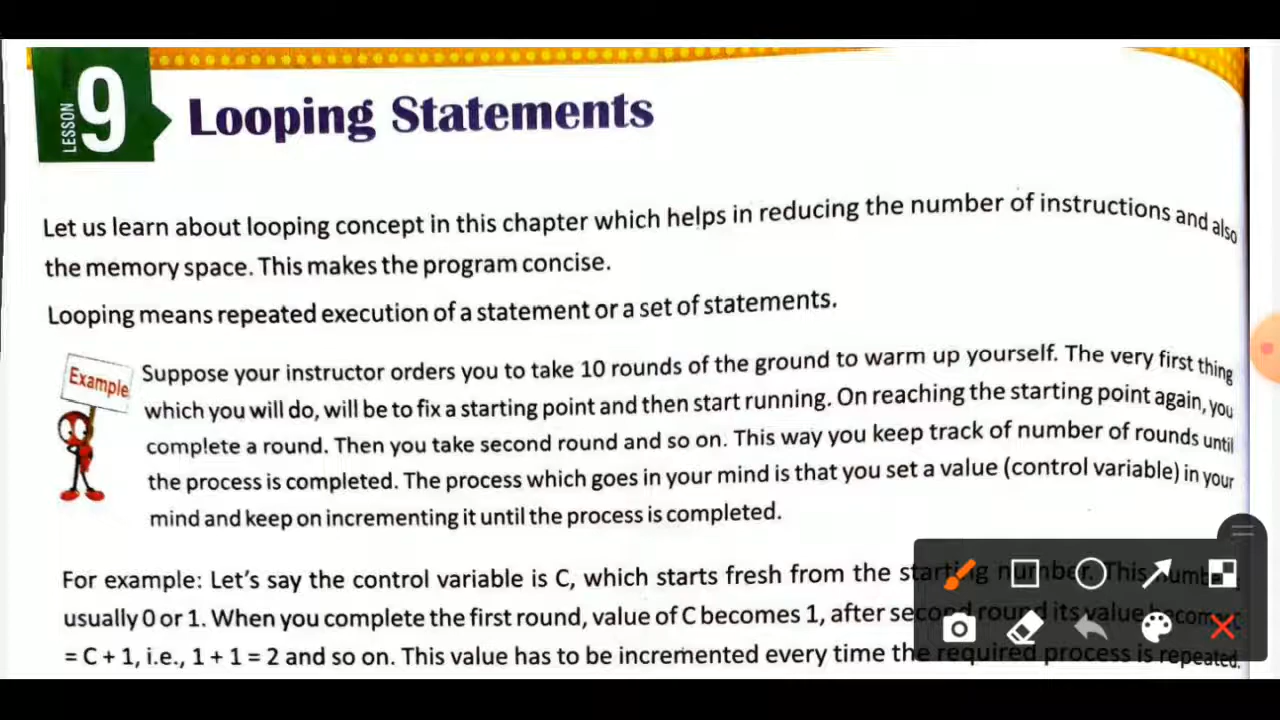 LESSON 9
Looping Statements
Let us learn about looping concept in this chapter which helps in reducing the number of instructions and also
the memory space. This makes the program concise.
Looping means repeated execution of a statement or a set of statements.
Example
Suppose your instructor orders you to take 10 rounds of the ground to warm up yourself. The very first thing
which you will do, will be to fix a starting point and then start running. On reaching the starting point again, you
complete a round. Then you take second round and so on. This way you keep track of number of rounds until
the process is completed. The process which goes in your mind is that you set a value (control variable) in your
mind and keep on incrementing it until the process is completed.
For example: Let's say the control variable is C, which starts fresh from the starting number. This number
usually 0 or 1. When you complete the first round, value of C becomes 1, after second round its value
= C + 1, i.e., 1 + 1 = 2 and so on. This value has to be incremented every time the required process is repeated.